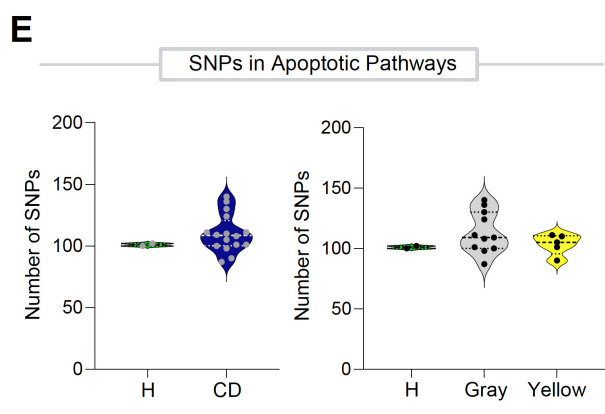 E
SNPs in Apoptotic Pathways
Number of SNPs
200
150
100
50
0
H CD
Number of SNPs
200
150
100
50
0
H Gray Yellow